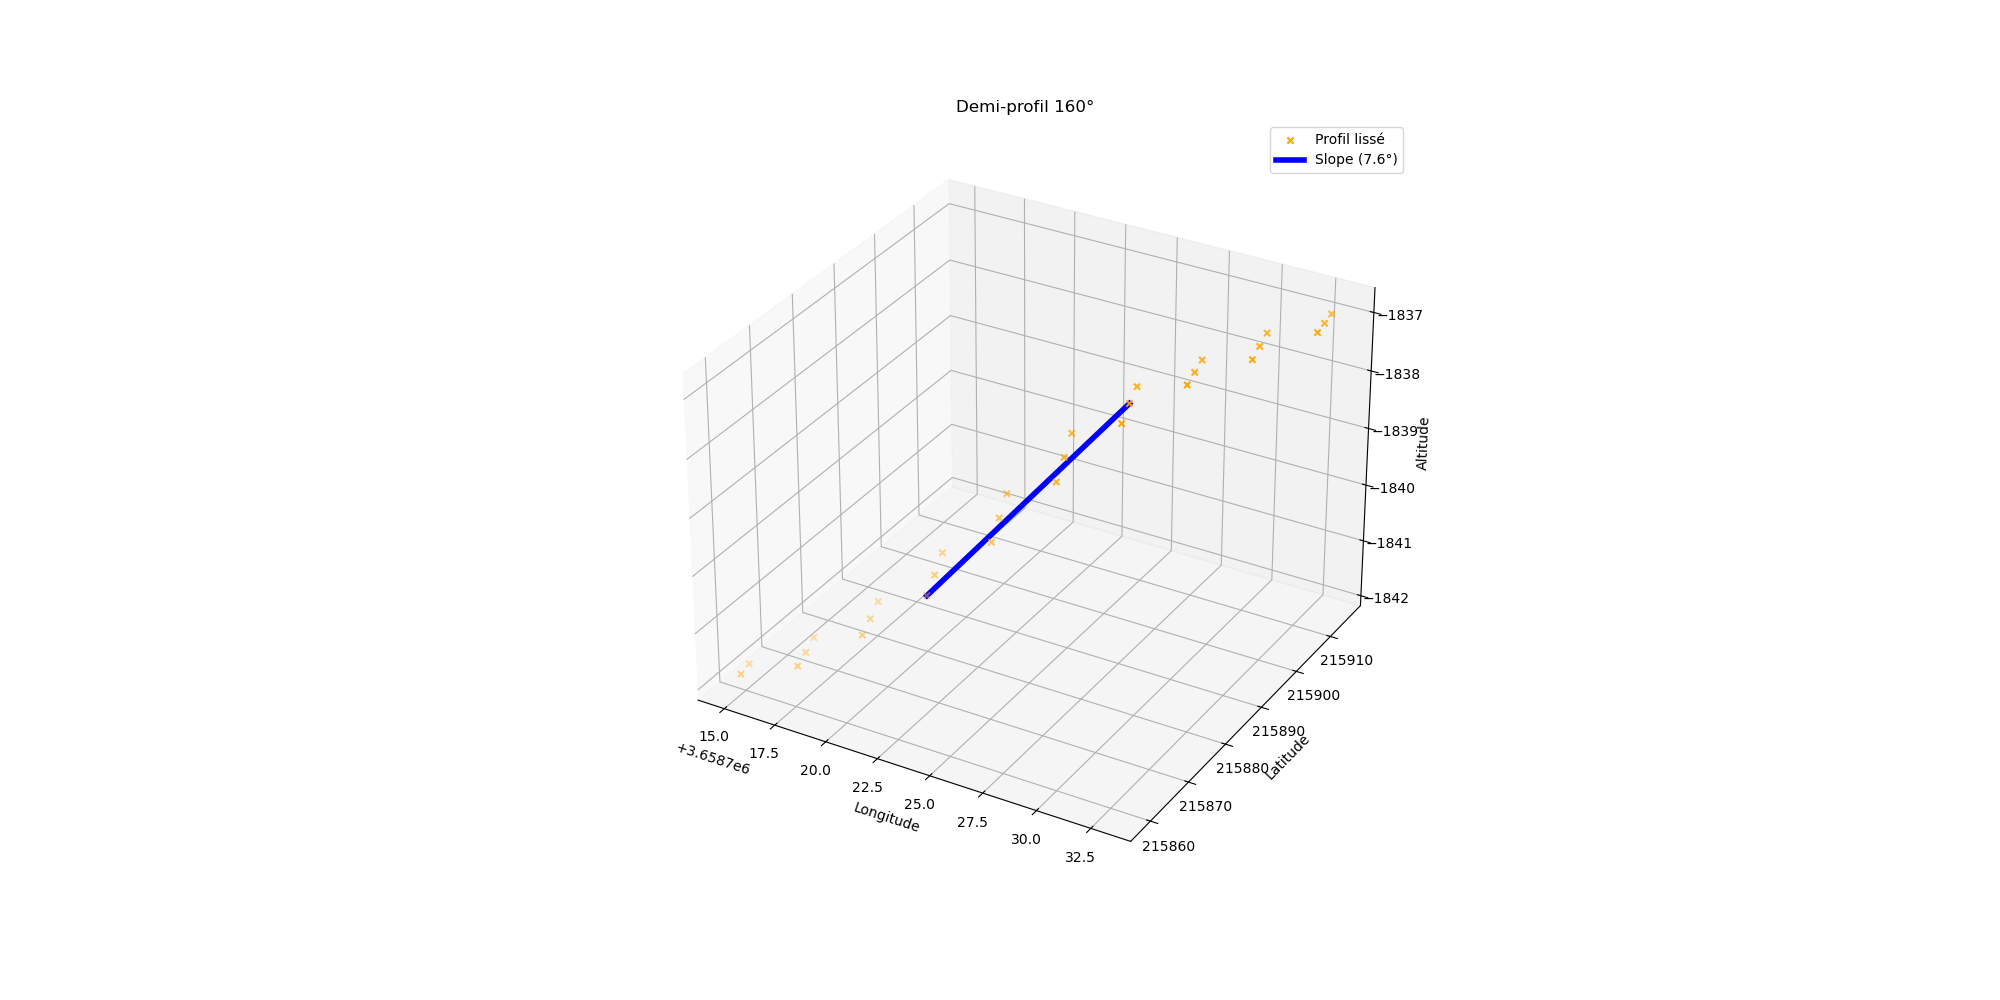 Demi-profil 160°
Profil lissé
Slope (7.6°)
−1837
−1838
−1839
−1840
−1841
−1842
Altitude
215910
215900
215890
215880
215870
215860
Latitude
15.0
17.5
20.0
22.5
25.0
27.5
30.0
32.5
+3.6587e6
Longitude